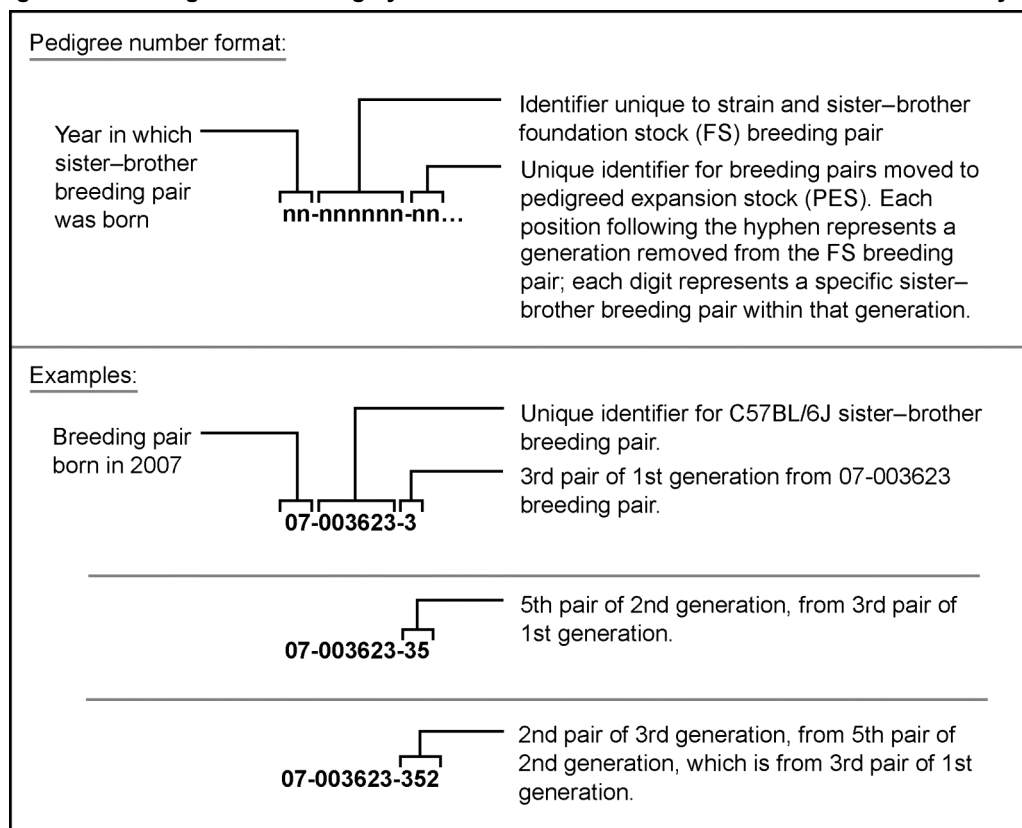 Pedigree number format:
Year in which
sister–brother
breeding pair
was born
nn-nnnnnn-nn...
Identifier unique to strain and sister–brother
foundation stock (FS) breeding pair
Unique identifier for breeding pairs moved to
pedigreed expansion stock (PES). Each
position following the hyphen represents a
generation removed from the FS breeding
pair; each digit represents a specific sister–
brother breeding pair within that generation.
Examples:
Breeding pair
born in 2007
07-003623-3
Unique identifier for C57BL/6J sister–brother
breeding pair.
3rd pair of 1st generation from 07-003623
breeding pair.
07-003623-35
5th pair of 2nd generation, from 3rd pair of
1st generation.
07-003623-352
2nd pair of 3rd generation, from 5th pair of
2nd generation, which is from 3rd pair of 1st
generation.